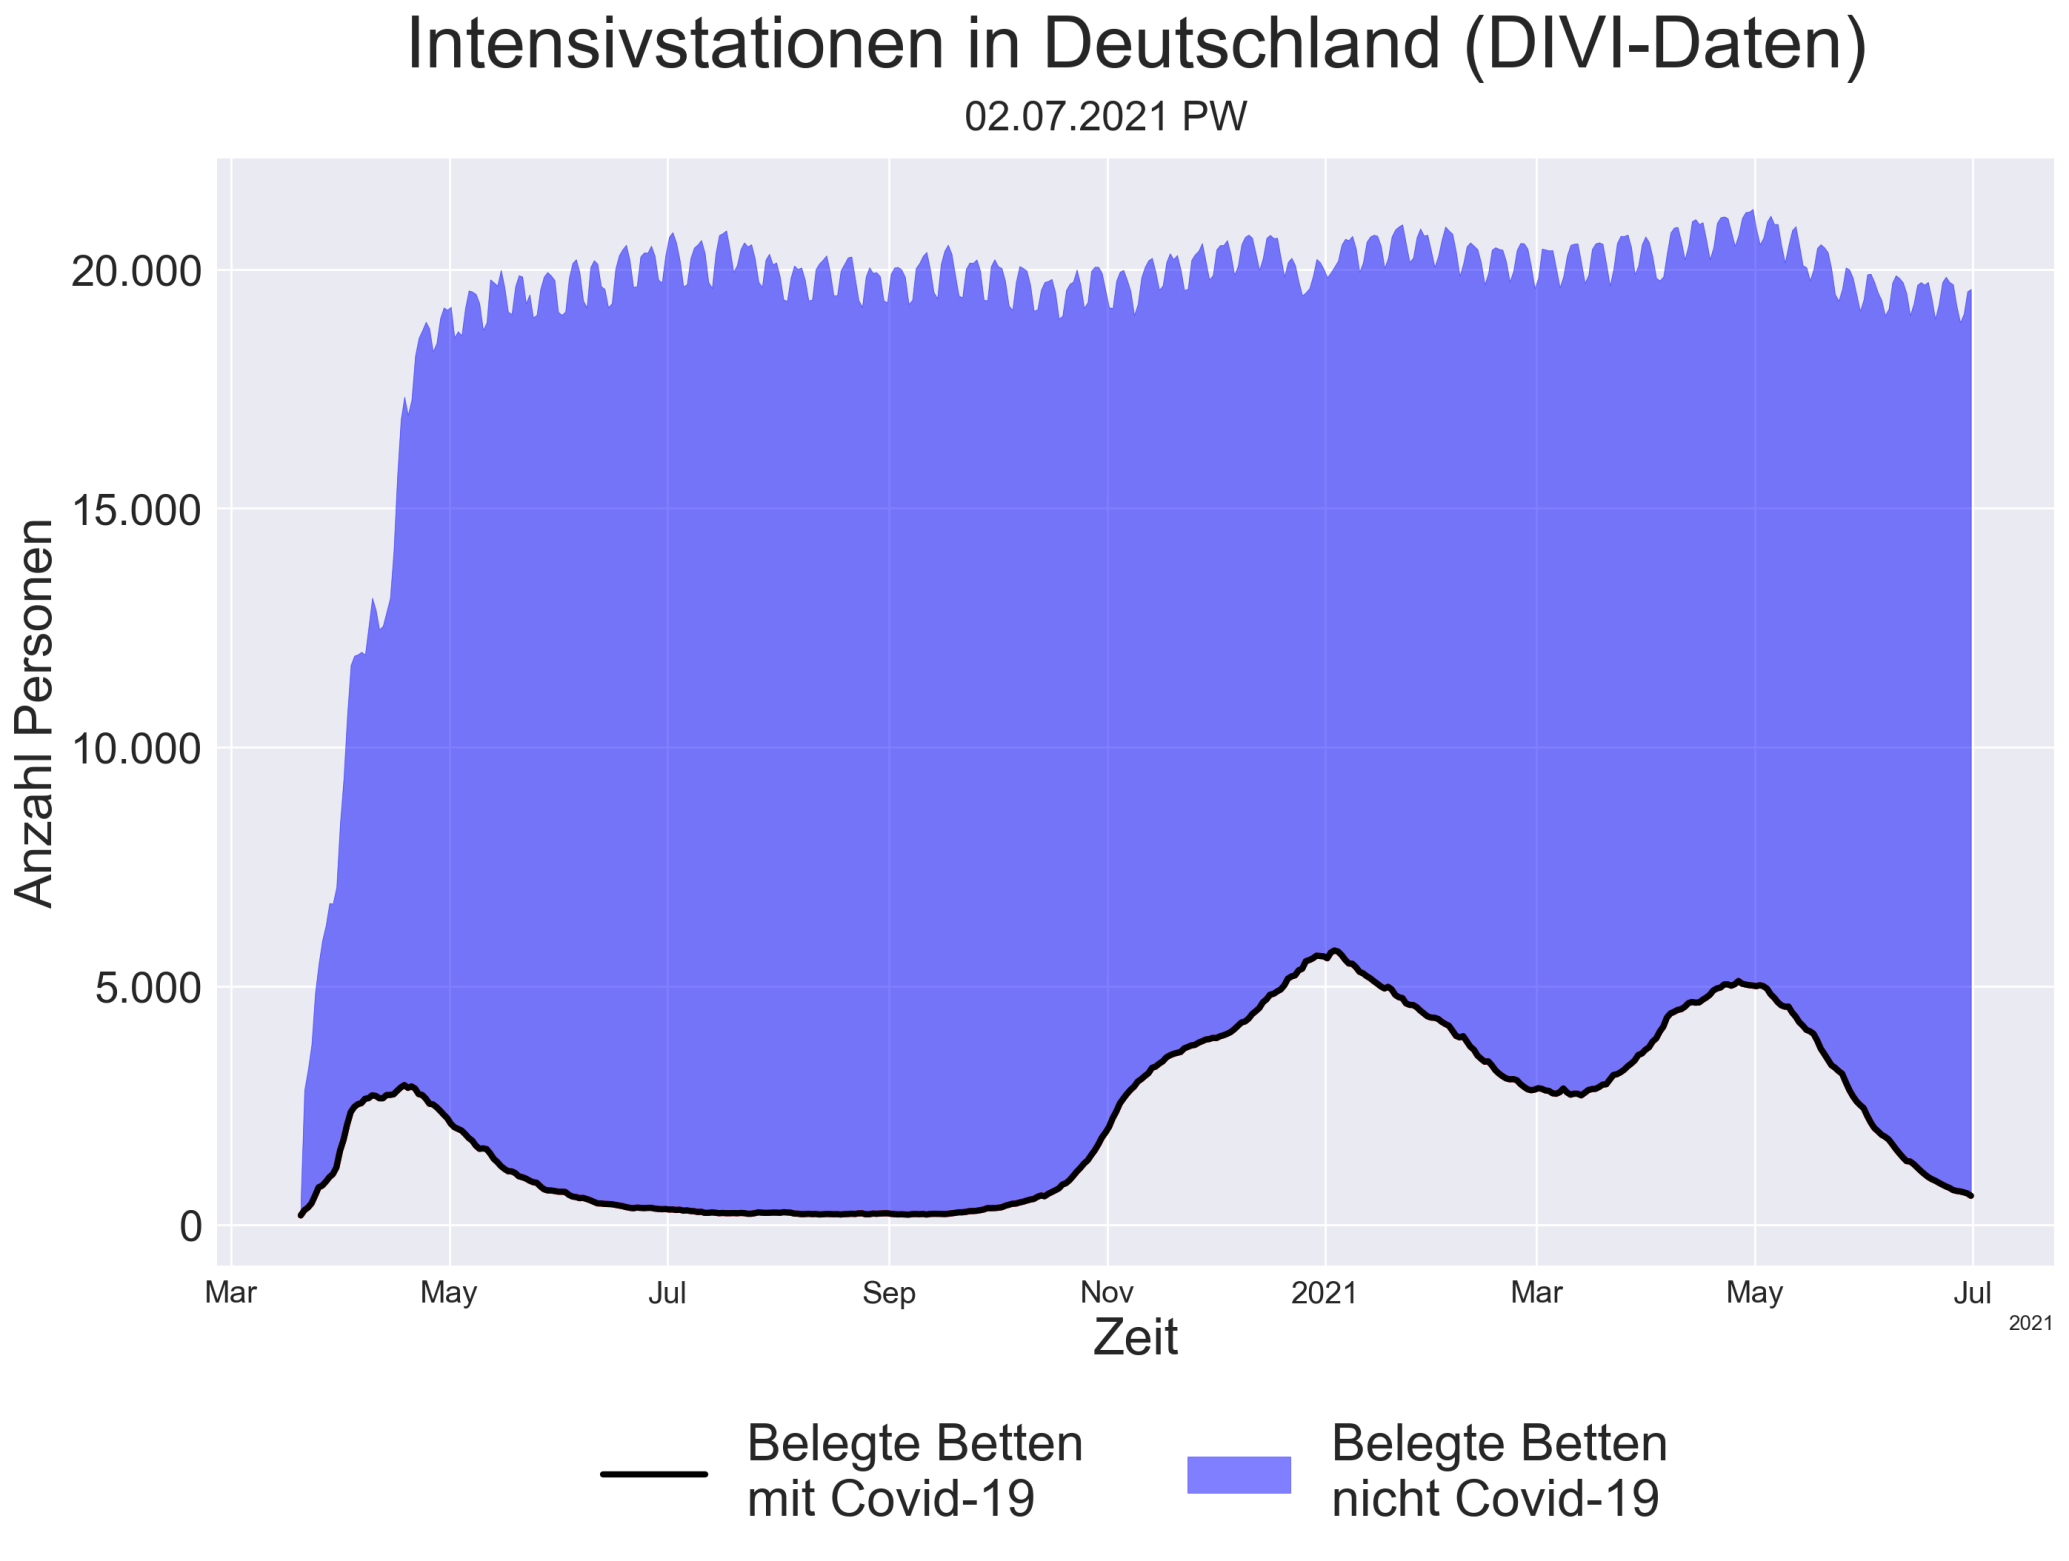 Intensivstationen in Deutschland (DIVI-Daten)
02.07.2021 PW
Anzahl Personen
20.000
15.000
10.000
5.000
0
Mar May Jul Sep Nov 2021 Mar May Jul
2021
Zeit
Belegte Betten
mit Covid-19
Belegte Betten
nicht Covid-19